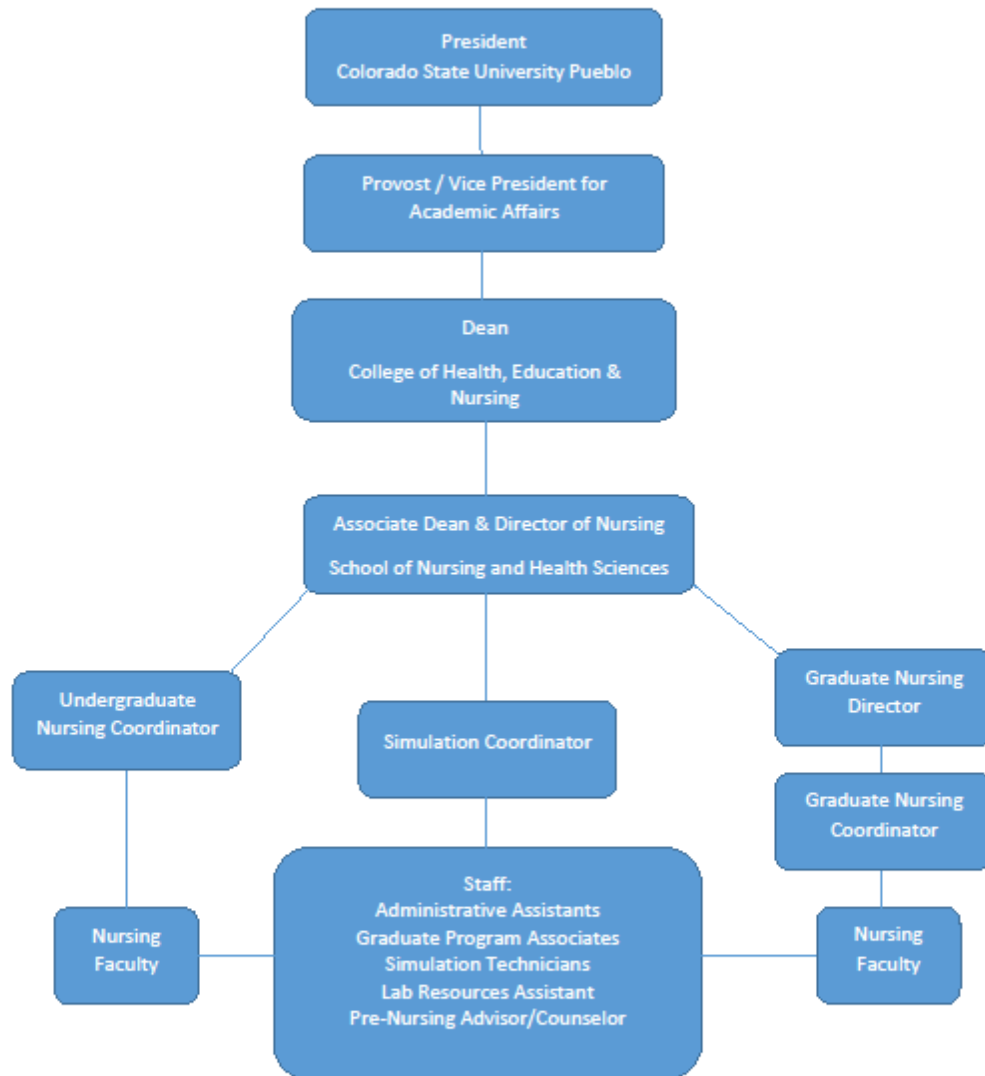 President
Colorado State University Pueblo
Provost / Vice President for
Academic Affairs
Dean
College of Health, Education &
Nursing
Associate Dean & Director of Nursing
School of Nursing and Health Sciences
Undergraduate
Nursing Coordinator
Simulation Coordinator
Graduate Nursing
Director
Graduate Nursing
Coordinator
Nursing
Faculty
Staff:
Administrative Assistants
Graduate Program Associates
Simulation Technicians
Lab Resources Assistant
Pre-Nursing Advisor/Counselor
Nursing
Faculty